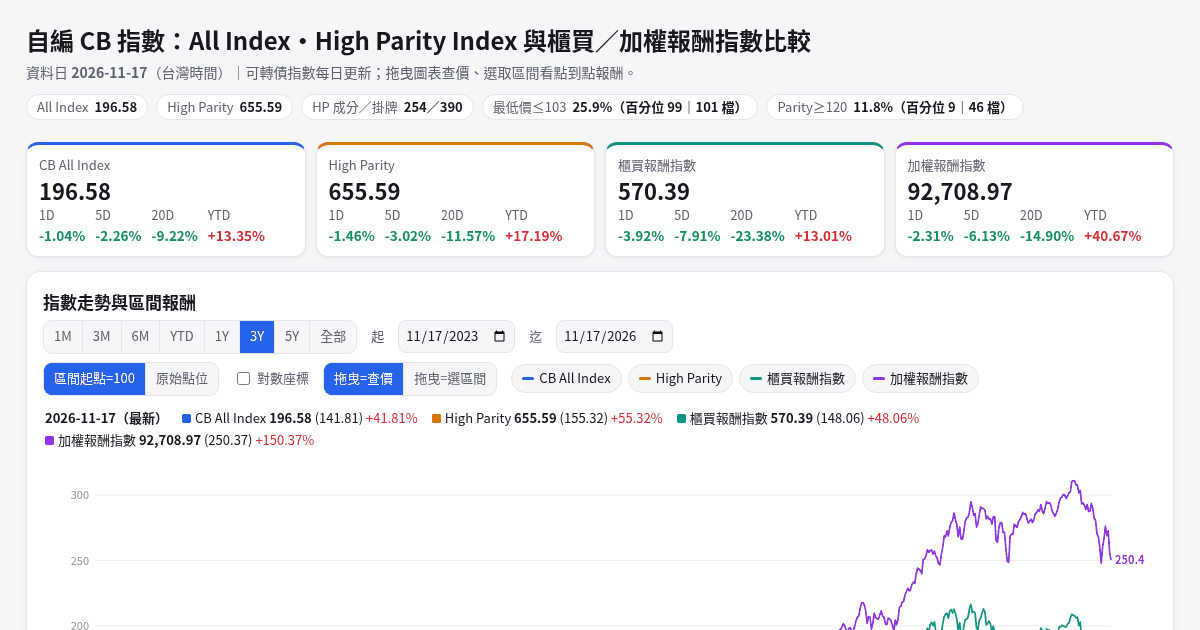 自編 CB 指數：All Index・High Parity Index 與櫃買／加權報酬指數比較
資料日 2026-11-17（台灣時間）｜可轉債指數每日更新；拖曳圖表查價、選取區間看點到點報酬。
All Index 196.58 High Parity 655.59 HP 成分／掛牌 254／390 最低價≤103 25.9%（百分位 99｜101 檔） Parity≥120 11.8%（百分位 9｜46 檔）
CB All Index High Parity 櫃買報酬指數 加權報酬指數
196.58 655.59 570.39 92,708.97
1D 5D 20D YTD 1D 5D 20D YTD 1D 5D 20D YTD 1D 5D 20D YTD
-1.04% -2.26% -9.22% +13.35% -1.46% -3.02% -11.57% +17.19% -3.92% -7.91% -23.38% +13.01% -2.31% -6.13% -14.90% +40.67%
指數走勢與區間報酬
1M 3M 6M YTD 1Y 3Y 5Y 全部 起 11/17/2023 迄 11/17/2026
區間起點=100 原始點位 對數座標 拖曳=查價 拖曳=選區間 CB All Index High Parity 櫃買報酬指數 加權報酬指數
2026-11-17（最新） CB All Index 196.58 (141.81) +41.81% High Parity 655.59 (155.32) +55.32% 櫃買報酬指數 570.39 (148.06) +48.06%
加權報酬指數 92,708.97 (250.37) +150.37%
300
250
250.4
200